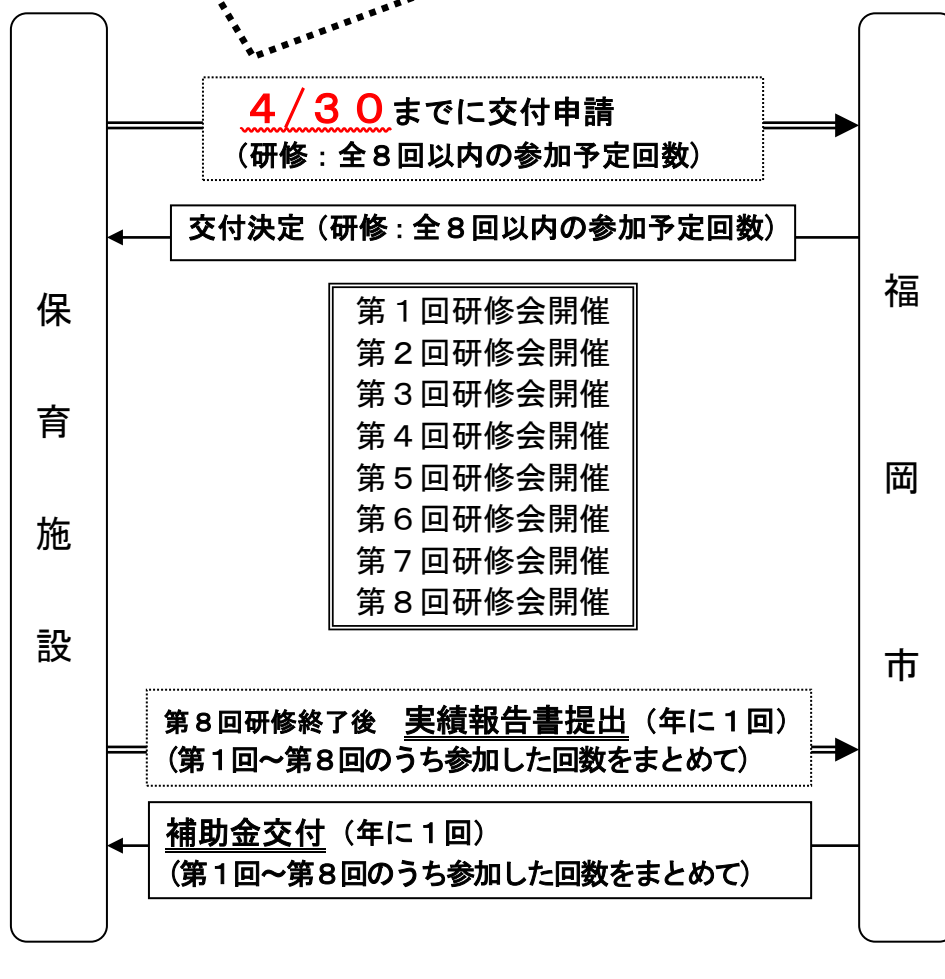 保育施設
4/30までに交付申請
(研修：全8回以内の参加予定回数)
交付決定（研修：全8回以内の参加予定回数）
第1回研修会開催
第2回研修会開催
第3回研修会開催
第4回研修会開催
第5回研修会開催
第6回研修会開催
第7回研修会開催
第8回研修会開催
第8回研修終了後　実績報告書提出（年に1回）
(第1回～第8回のうち参加した回数をまとめて)
補助金交付（年に1回）
(第1回～第8回のうち参加した回数をまとめて)
福岡市